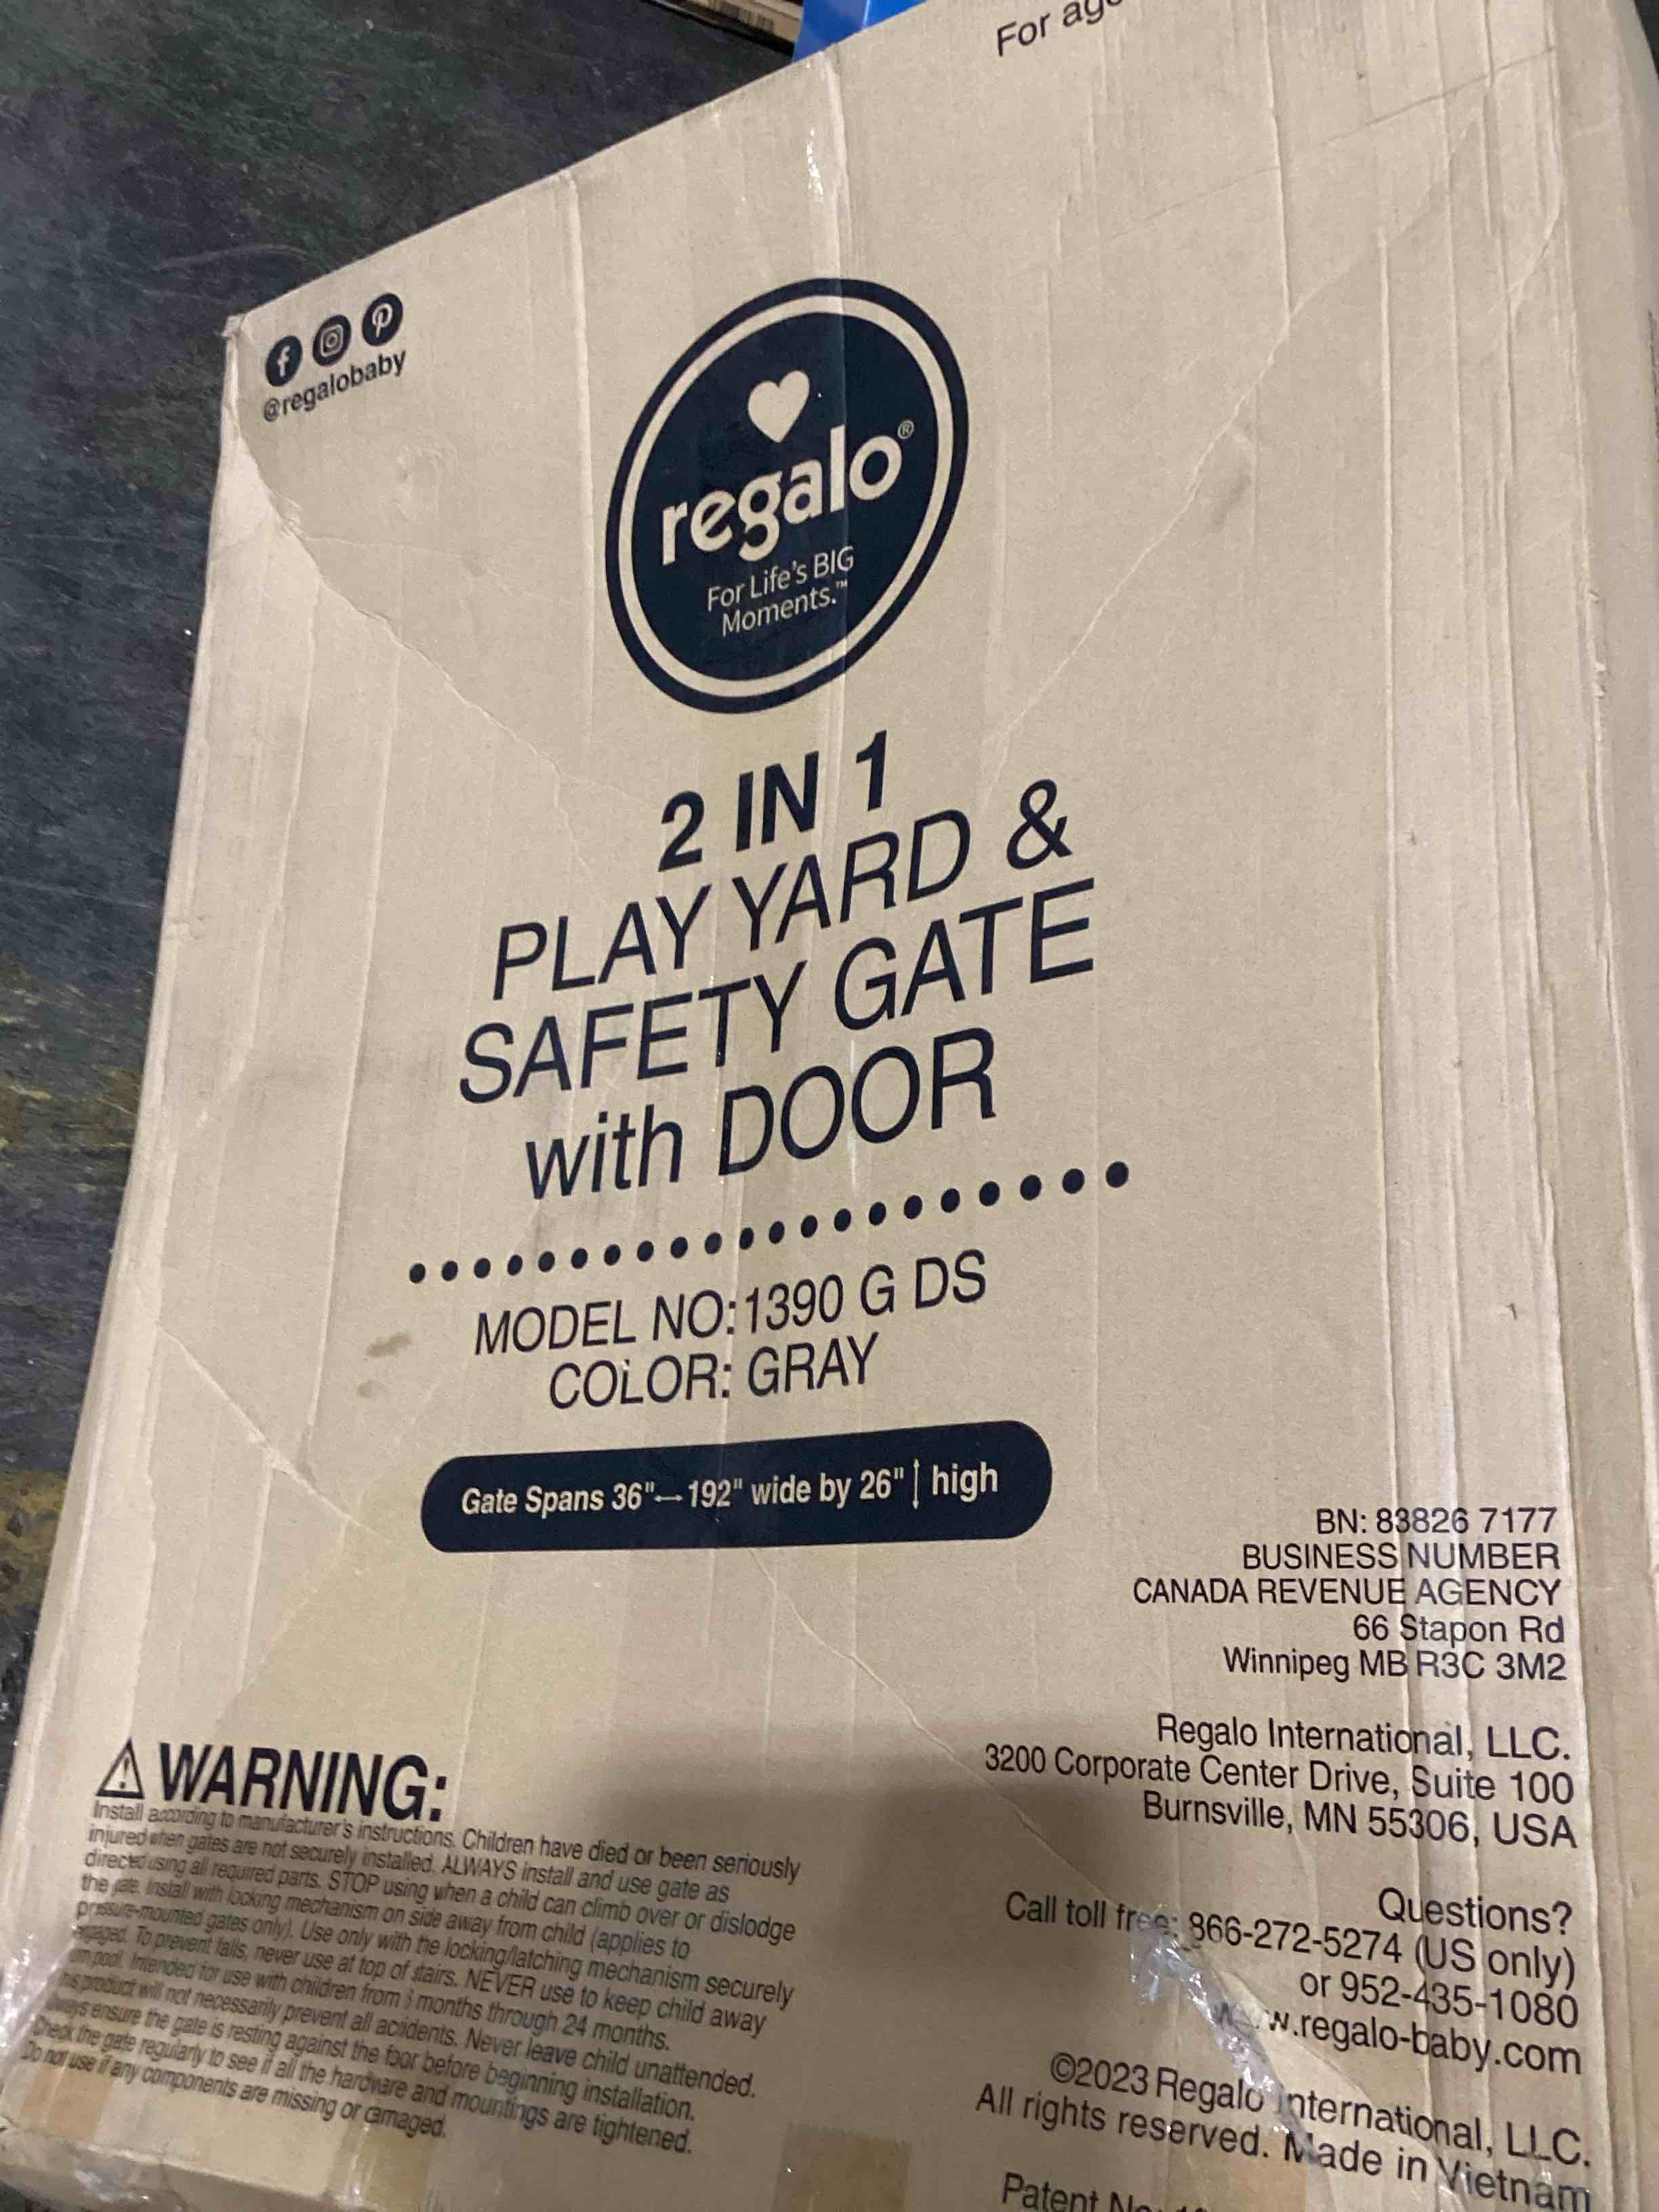 For
@regalobaby
regalo®
For Life's BIG
Moments.™
2 IN 1
PLAY YARD &
SAFETY GATE
with DOOR
MODEL NO:1390 G DS
COLOR: GRAY
Gate Spans 36"↔192" wide by 26"↕ high
BN: 83826 7177
BUSINESS NUMBER
CANADA REVENUE AGENCY
66 Stapon Rd
Winnipeg MB R3C 3M2
Regalo International, LLC.
3200 Corporate Center Drive, Suite 100
Burnsville, MN 55306, USA
Questions?
Call toll free: 866-272-5274 (US only)
or 952-435-1080
www.regalo-baby.com
©2023 Regalo International, LLC.
All rights reserved. Made in Vietnam
Patent No.
⚠ WARNING:
Install according to manufacturer's instructions. Children have died or been seriously
injured when gates are not securely installed. ALWAYS install and use gate as
directed using all required parts. STOP using when a child can climb over or dislodge
the gate. Install with locking mechanism on side away from child (applies to
pressure-mounted gates only). Use only with the locking/latching mechanism securely
engaged. To prevent falls, never use at top of stairs. NEVER use to keep child away
pool. Intended for use with children from months through 24 months.
this product will not necessarily prevent all accidents. Never leave child unattended.
Always ensure the gate is resting against the floor before beginning installation.
Check the gate regularly to see if all the hardware and mountings are tightened.
Do not use if any components are missing or damaged.